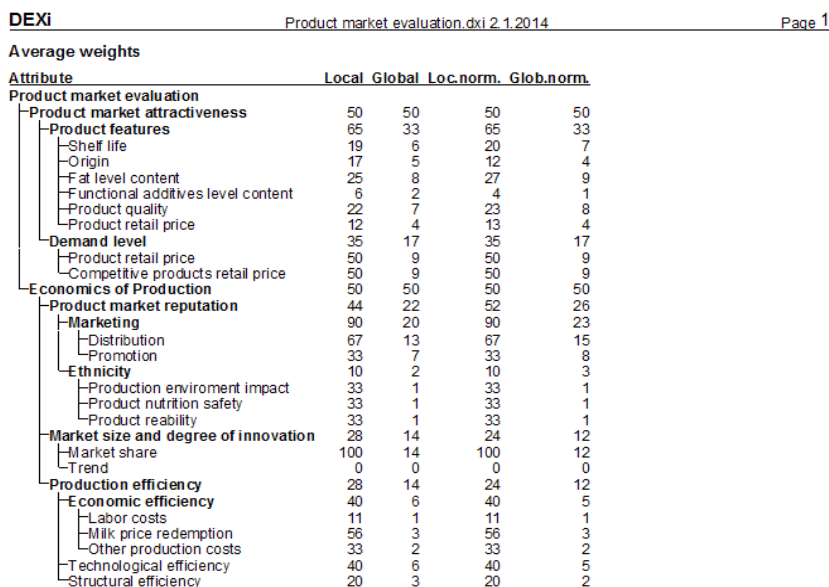 DEXi Product market evaluation.dxi 2.1.2014 Page 1
Average weights
Attribute Local Global Loc.norm. Glob.norm.
Product market evaluation
Product market attractiveness 50 50 50 50
Product features 65 33 65 33
Shelf life 19 6 20 7
Origin 17 5 12 4
Fat level content 25 8 27 9
Functional additives level content 6 2 4 1
Product quality 22 7 23 8
Product retail price 12 4 13 4
Demand level 35 17 35 17
Product retail price 50 9 50 9
Competitive products retail price 50 9 50 9
Economics of Production 50 50 50 50
Product market reputation 44 22 52 26
Marketing 90 20 90 23
Distribution 67 13 67 15
Promotion 33 7 33 8
Ethnicity 10 2 10 3
Production enviroment impact 33 1 33 1
Product nutrition safety 33 1 33 1
Product reability 33 1 33 1
Market size and degree of innovation 28 14 24 12
Market share 100 14 100 12
Trend 0 0 0 0
Production efficiency 28 14 24 12
Economic efficiency 40 6 40 5
Labor costs 11 1 11 1
Milk price redemption 56 3 56 3
Other production costs 33 2 33 2
Technological efficiency 40 6 40 5
Structural efficiency 20 3 20 2